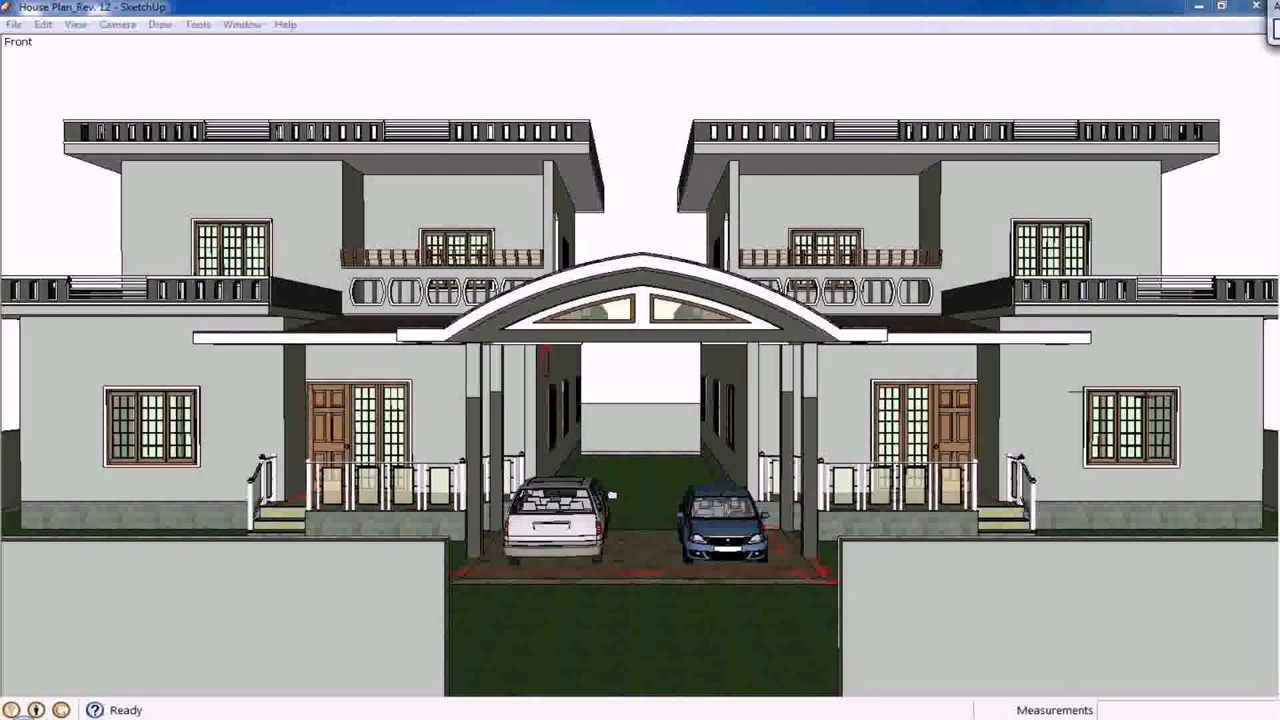 House Plan_Rev. 12 - SketchUp
File Edit View Camera Draw Tools Window Help
Front
Ready
Measurements